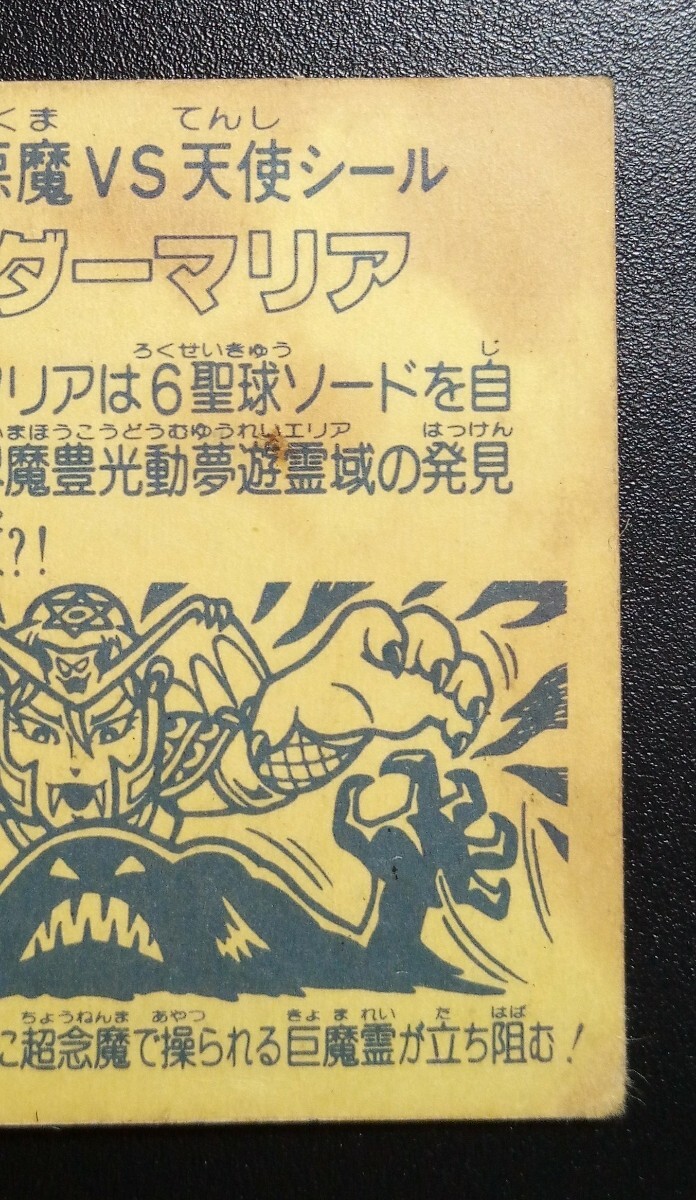 くま てんし
悪魔VS天使シール
ダーマリア
ろくせいきゅう じ
マリアは6聖球ソードを自
まほうこうどうむゆうれいエリア はっけん
魔豊光動夢遊霊域の発見
?!
ちょうねんま あやつ きょまれい た はば
に超念魔で操られる巨魔霊が立ち阻む!